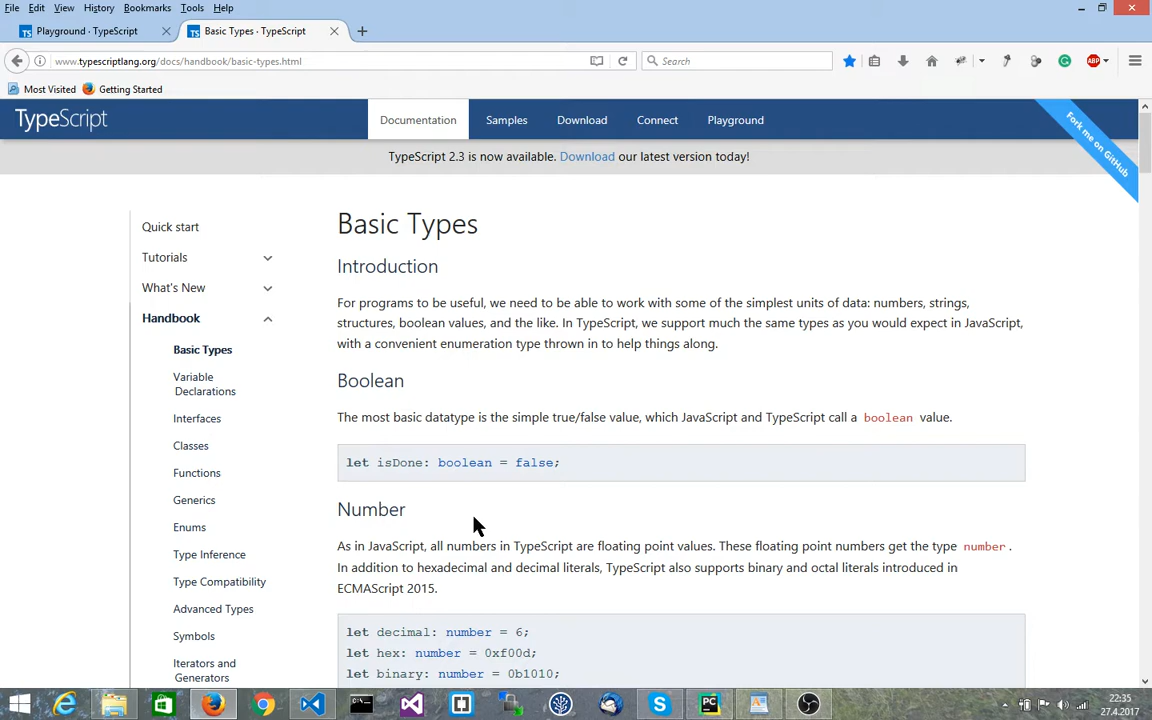 File Edit View History Bookmarks Tools Help
Playground · TypeScript
Basic Types · TypeScript
www.typescriptlang.org/docs/handbook/basic-types.html
Search
ABP
Most Visited Getting Started
TypeScript Documentation Samples Download Connect Playground
Fork me on GitHub
TypeScript 2.3 is now available. Download our latest version today!
Quick start
Tutorials
What's New
Handbook
Basic Types
Variable
Declarations
Interfaces
Classes
Functions
Generics
Enums
Type Inference
Type Compatibility
Advanced Types
Symbols
Iterators and
Generators
Basic Types
Introduction
For programs to be useful, we need to be able to work with some of the simplest units of data: numbers, strings,
structures, boolean values, and the like. In TypeScript, we support much the same types as you would expect in JavaScript,
with a convenient enumeration type thrown in to help things along.
Boolean
The most basic datatype is the simple true/false value, which JavaScript and TypeScript call a boolean value.
let isDone: boolean = false;
Number
As in JavaScript, all numbers in TypeScript are floating point values. These floating point numbers get the type number.
In addition to hexadecimal and decimal literals, TypeScript also supports binary and octal literals introduced in
ECMAScript 2015.
let decimal: number = 6;
let hex: number = 0xf00d;
let binary: number = 0b1010;
22:35
27.4.2017